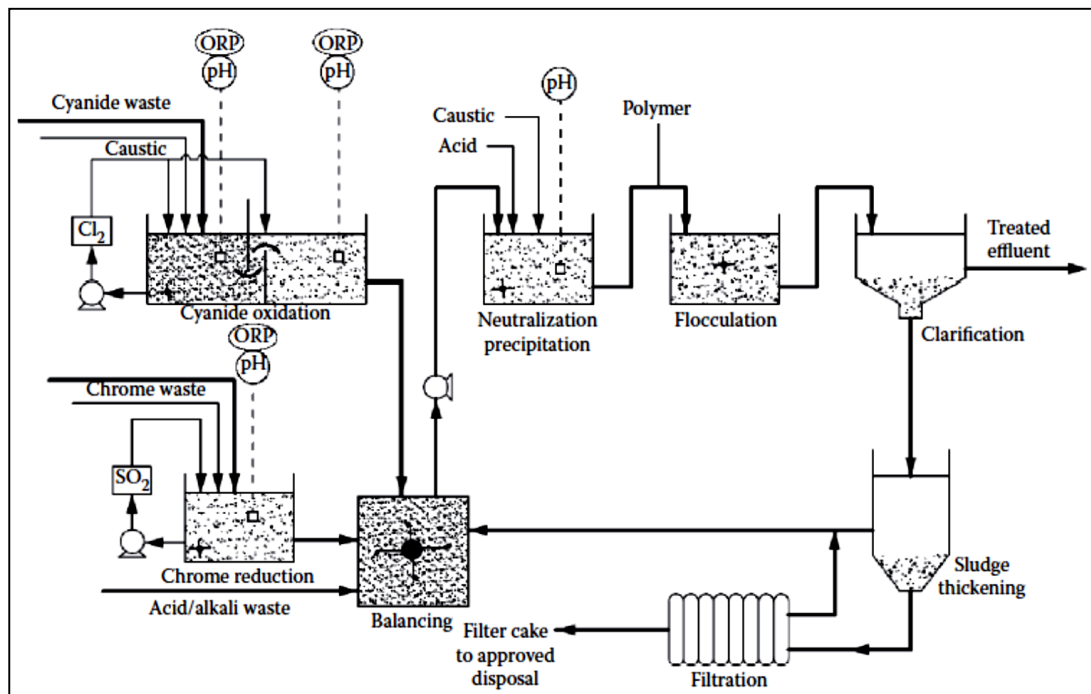 ORP
pH
ORP
pH
Cyanide waste
Caustic
Cl2
Cyanide oxidation
ORP
pH
Chrome waste
SO2
Chrome reduction
Acid/alkali waste
Balancing
pH
Caustic
Acid
Neutralization
precipitation
Polymer
Flocculation
Treated
effluent
Clarification
Sludge
thickening
Filter cake
to approved
disposal
Filtration